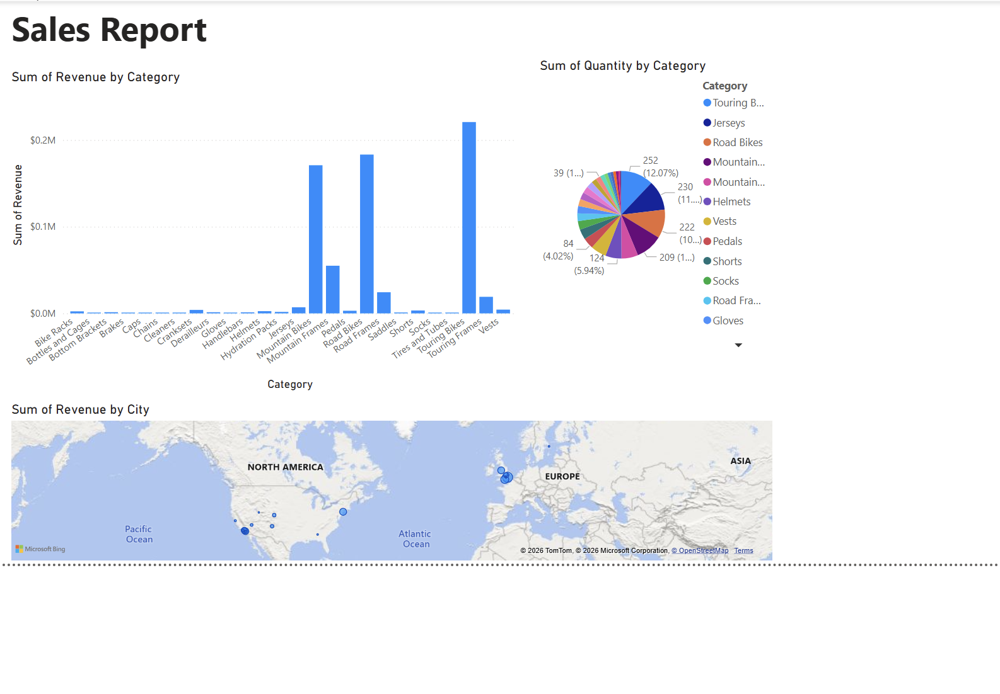 Sales Report
Sum of Revenue by Category
Sum of Revenue
$0.2M
$0.1M
$0.0M
Bike Racks
Bottles and Cages
Bottom Brackets
Brakes
Caps
Chains
Cleaners
Cranksets
Derailleurs
Gloves
Handlebars
Helmets
Hydration Packs
Jerseys
Mountain Bikes
Mountain Frames
Pedals
Road Bikes
Road Frames
Saddles
Shorts
Socks
Tires and Tubes
Touring Bikes
Touring Frames
Vests
Category
Sum of Quantity by Category
252
(12.07%)
230
(11....)
222
(10...)
209 (1...)
124
(5.94%)
84
(4.02%)
39 (1...)
Category
Touring B...
Jerseys
Road Bikes
Mountain...
Mountain...
Helmets
Vests
Pedals
Shorts
Socks
Road Fra...
Gloves
Sum of Revenue by City
NORTH AMERICA
EUROPE
ASIA
Pacific
Ocean
Atlantic
Ocean
Microsoft Bing
© 2026 TomTom, © 2026 Microsoft Corporation, © OpenStreetMap Terms